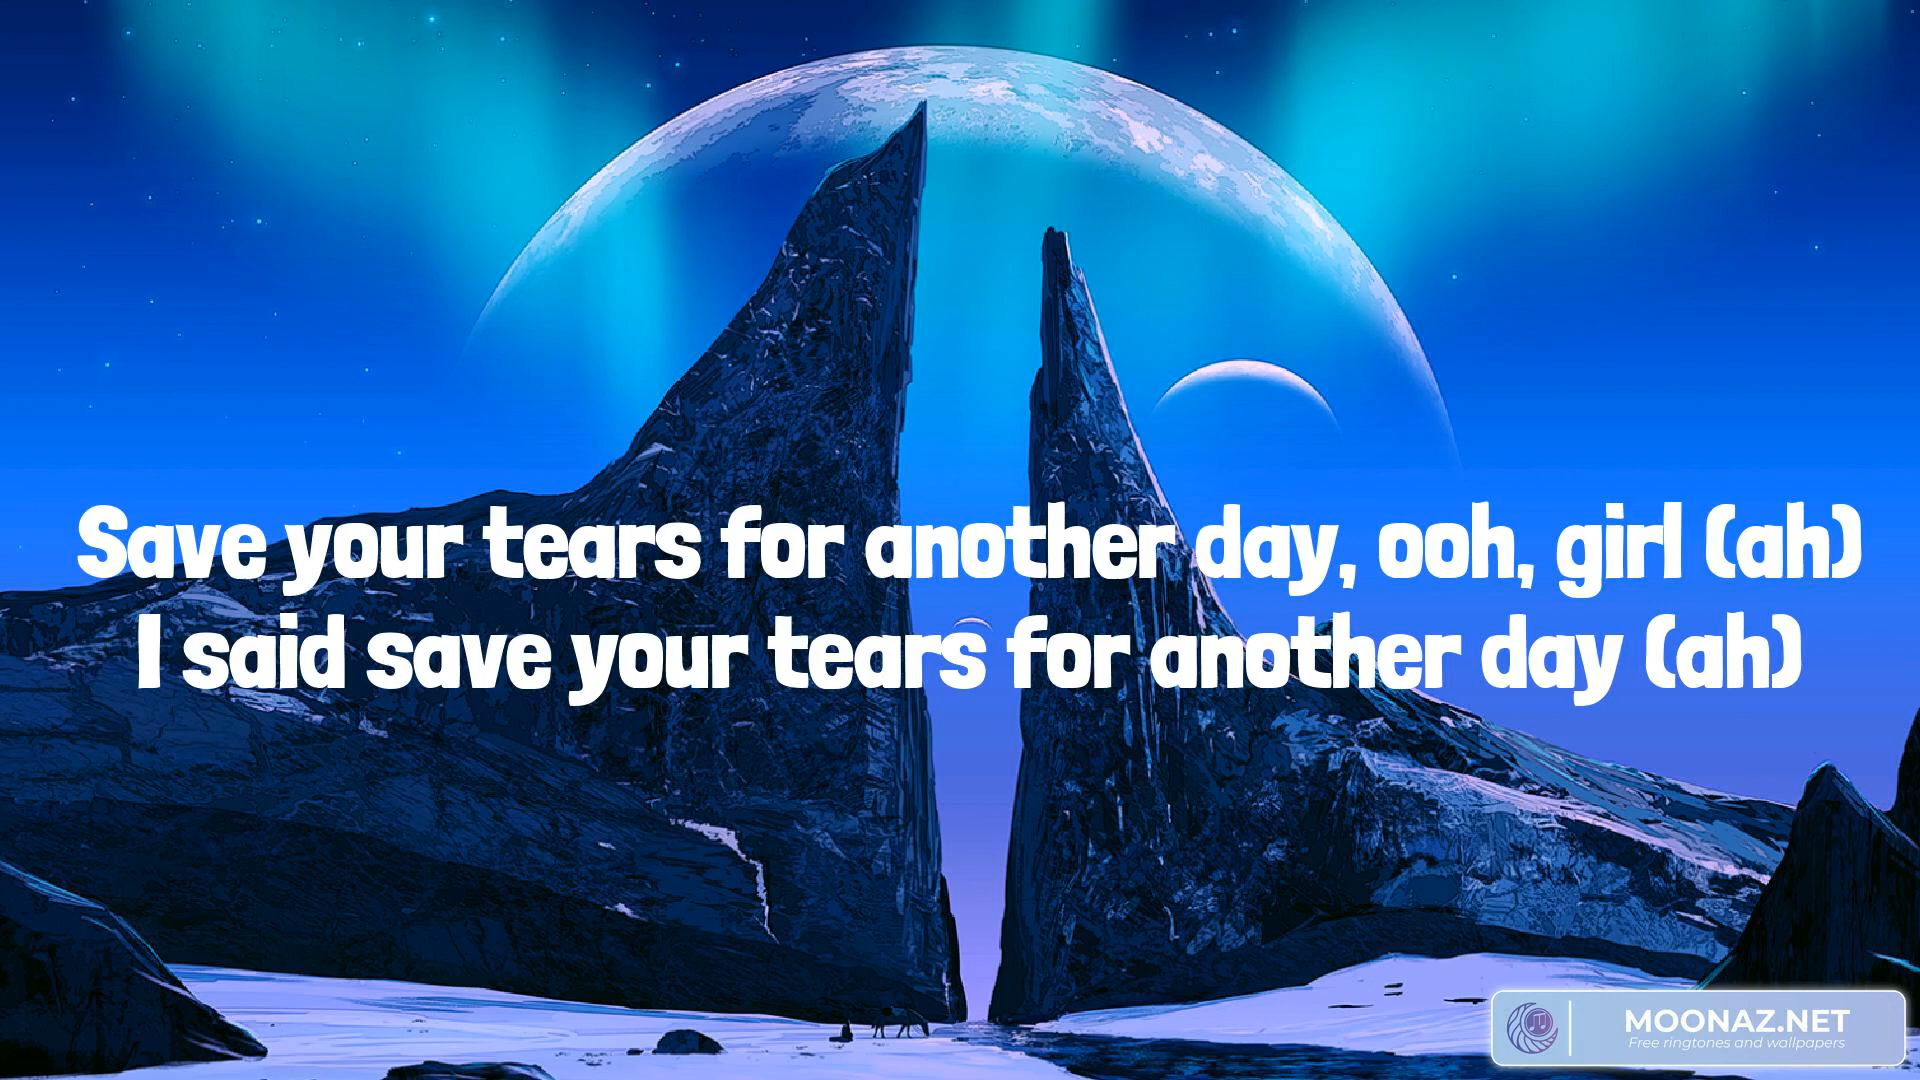 Save your tears for another day, ooh, girl (ah)
I said save your tears for another day (ah)
MOONAZ.NET
Free ringtones and wallpapers